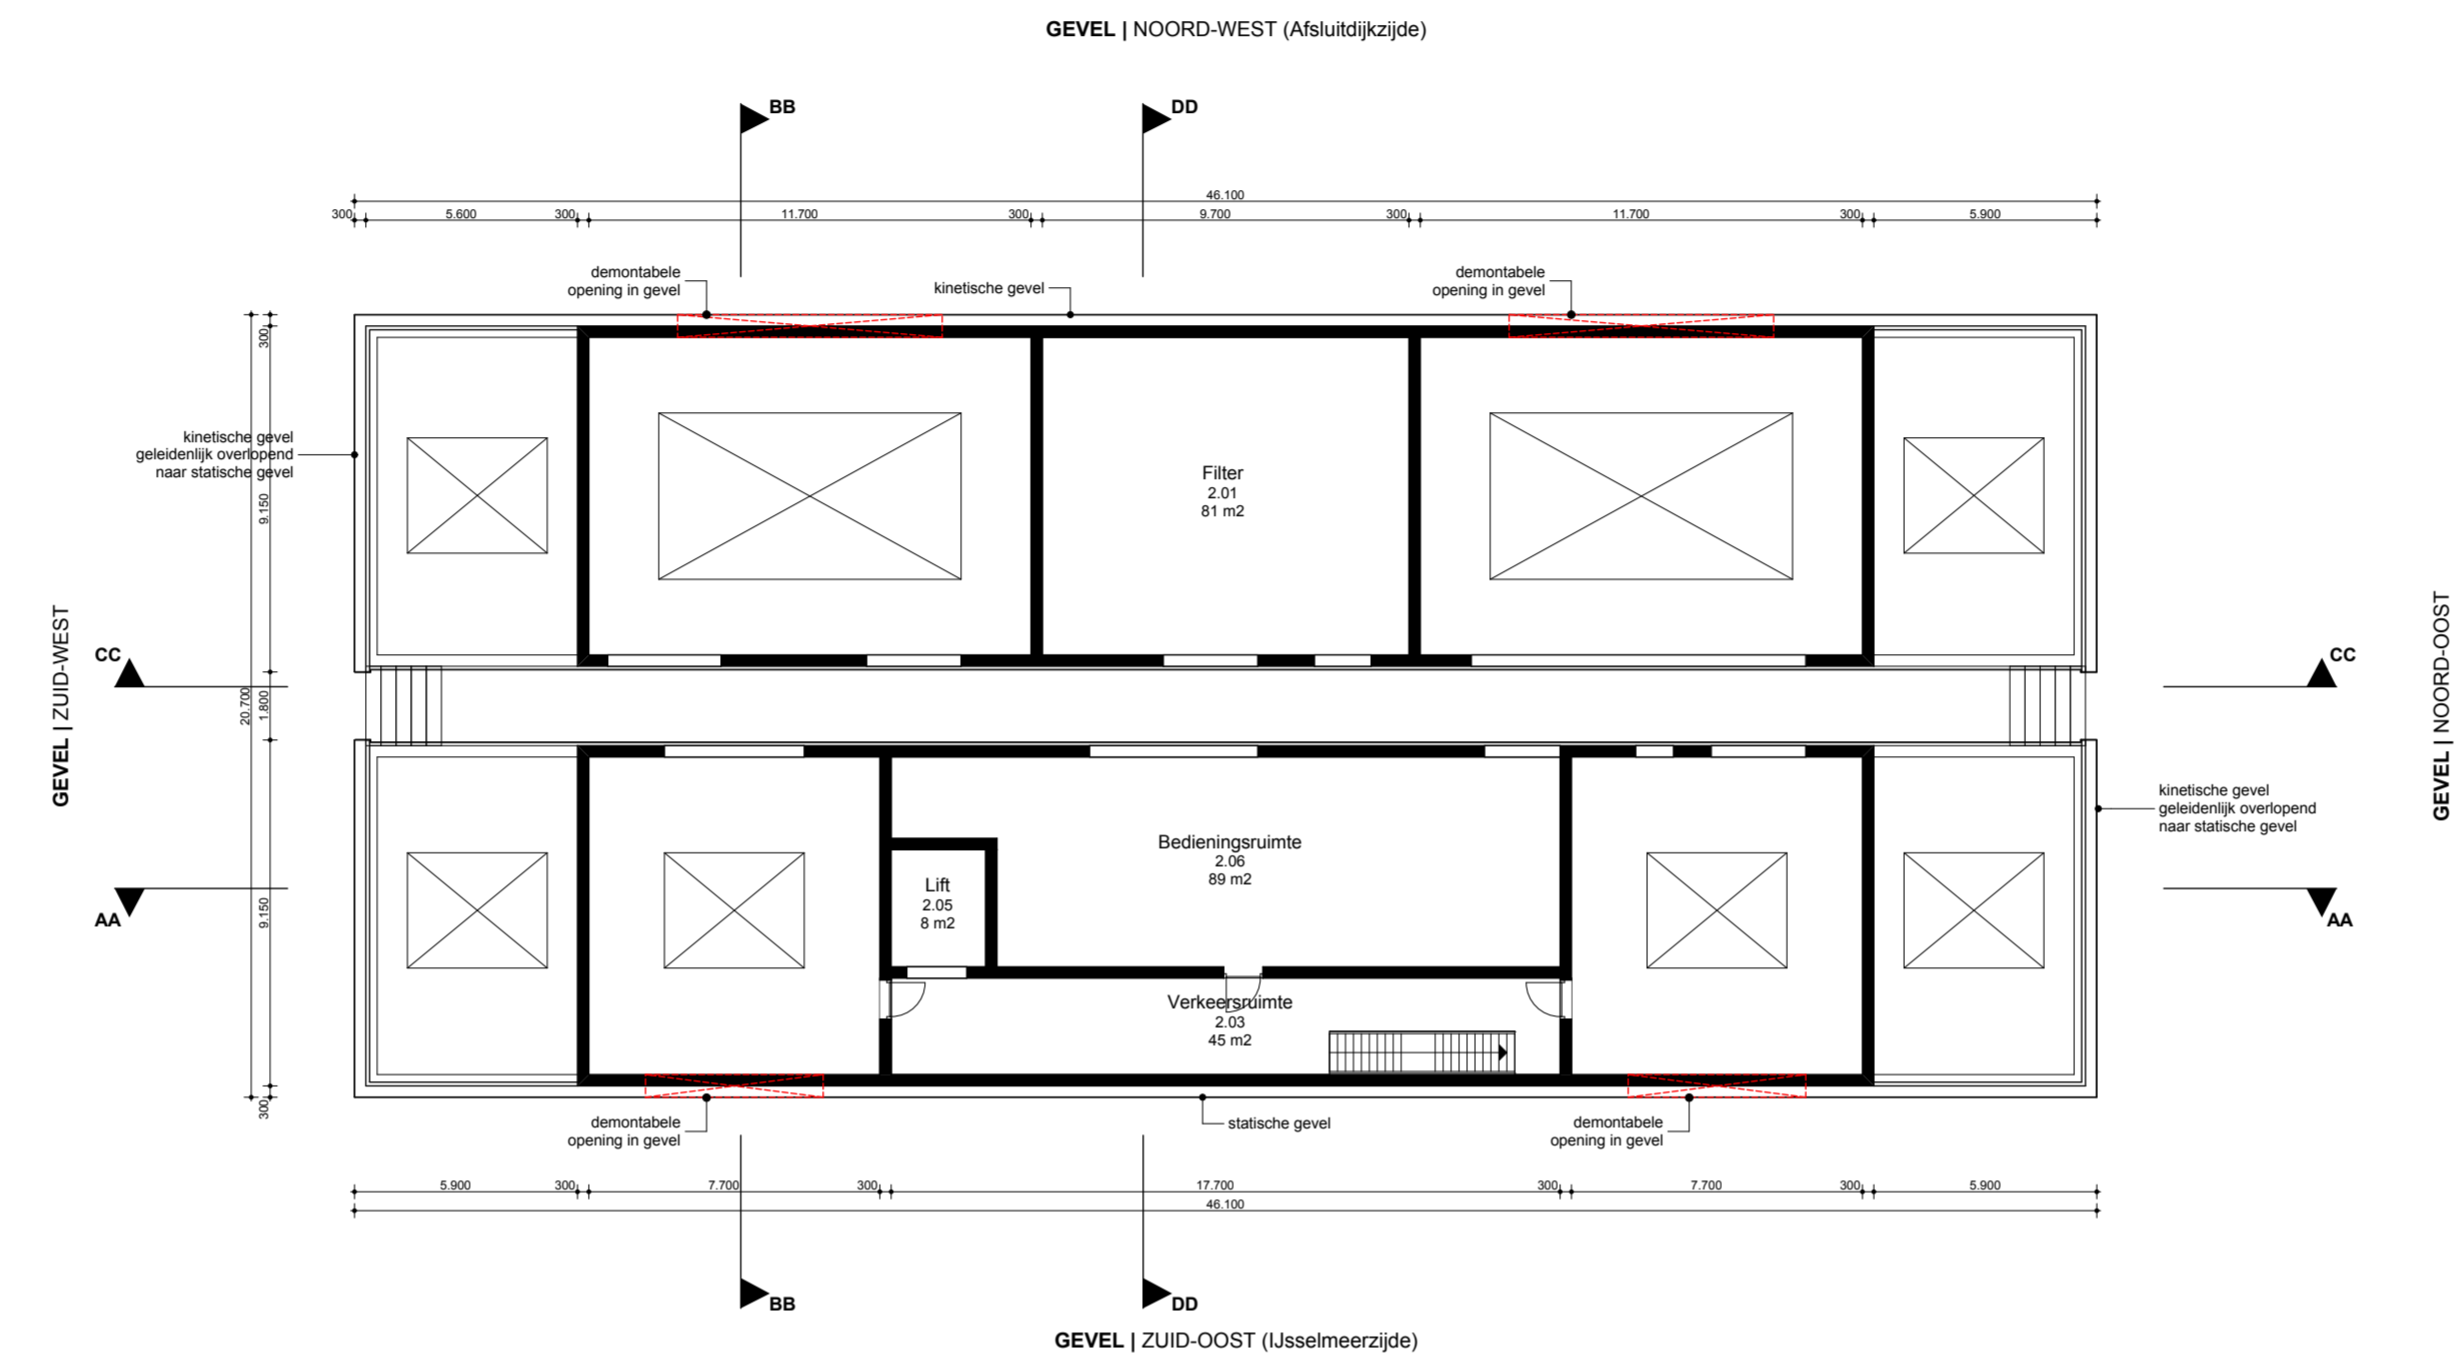 GEVEL | NOORD-WEST (Afsluitdijkzijde)
BB
DD
46.100
300
5.600
300
11.700
300
9.700
300
11.700
300
5.900
demontabele
opening in gevel
kinetische gevel
demontabele
opening in gevel
300
kinetische gevel
geleidenlijk overlopend
naar statische gevel
9.150
Filter
2.01
81 m2
GEVEL | ZUID-WEST
CC
20.700
1.800
CC
GEVEL | NOORD-OOST
kinetische gevel
geleidenlijk overlopend
naar statische gevel
Bedieningsruimte
2.06
89 m2
Lift
2.05
8 m2
AA
9.150
AA
Verkeersruimte
2.03
45 m2
300
demontabele
opening in gevel
statische gevel
demontabele
opening in gevel
5.900
300
7.700
300
17.700
300
7.700
300
5.900
46.100
BB
DD
GEVEL | ZUID-OOST (IJsselmeerzijde)